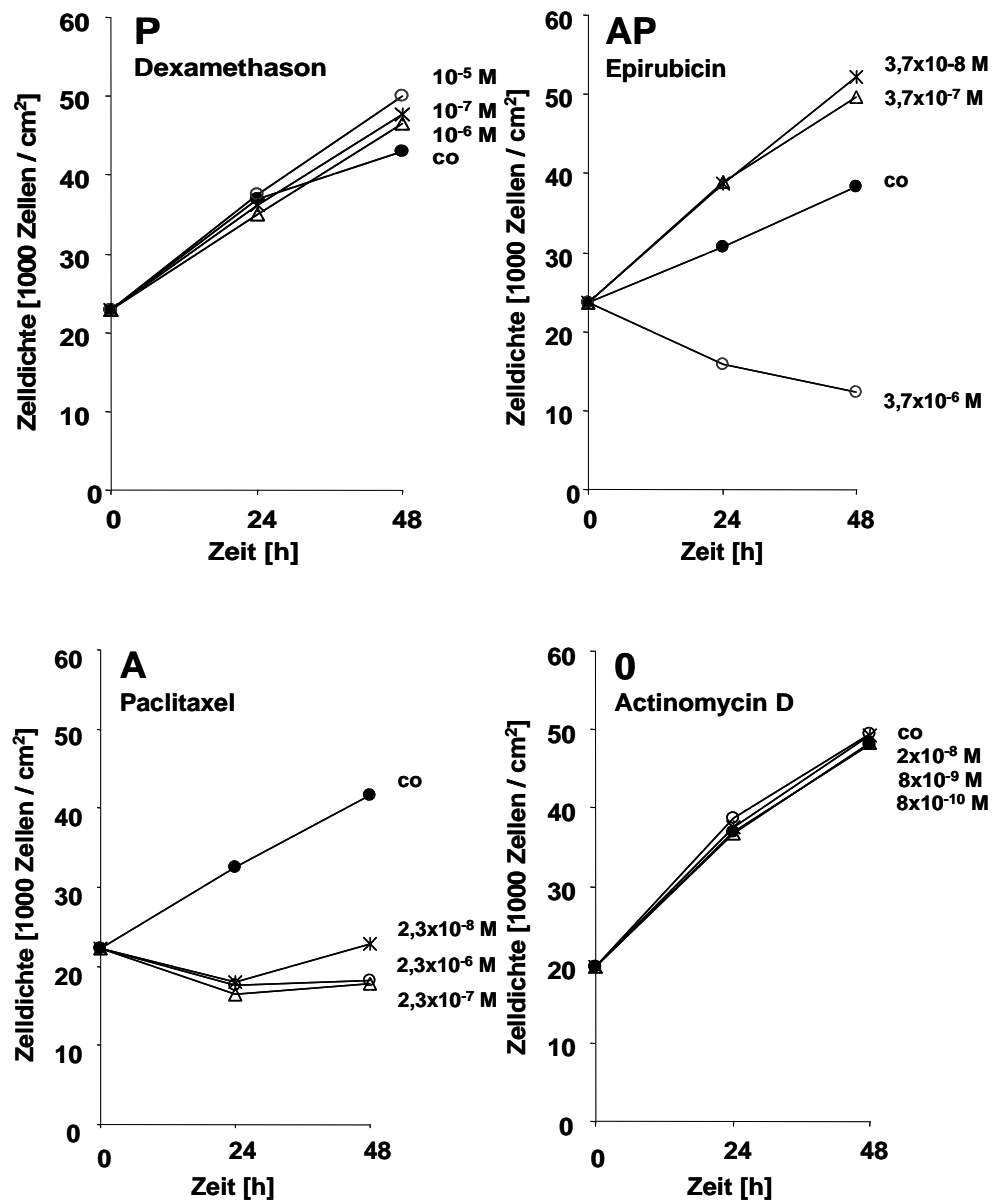 P
Dexamethason
Zelldichte [1000 Zellen / cm²]
60
50
40
30
20
10
0
0 24 48
Zeit [h]
10⁻⁵ M
10⁻⁷ M
10⁻⁶ M
co
AP
Epirubicin
Zelldichte [1000 Zellen / cm²]
60
50
40
30
20
10
0
0 24 48
Zeit [h]
3,7x10-8 M
3,7x10⁻⁷ M
co
3,7x10⁻⁶ M
A
Paclitaxel
Zelldichte [1000 Zellen / cm²]
60
50
40
30
20
10
0
0 24 48
Zeit [h]
co
2,3x10⁻⁸ M
2,3x10⁻⁶ M
2,3x10⁻⁷ M
0
Actinomycin D
Zelldichte [1000 Zellen / cm²]
60
50
40
30
20
10
0
0 24 48
Zeit [h]
co
2x10⁻⁸ M
8x10⁻⁹ M
8x10⁻¹⁰ M